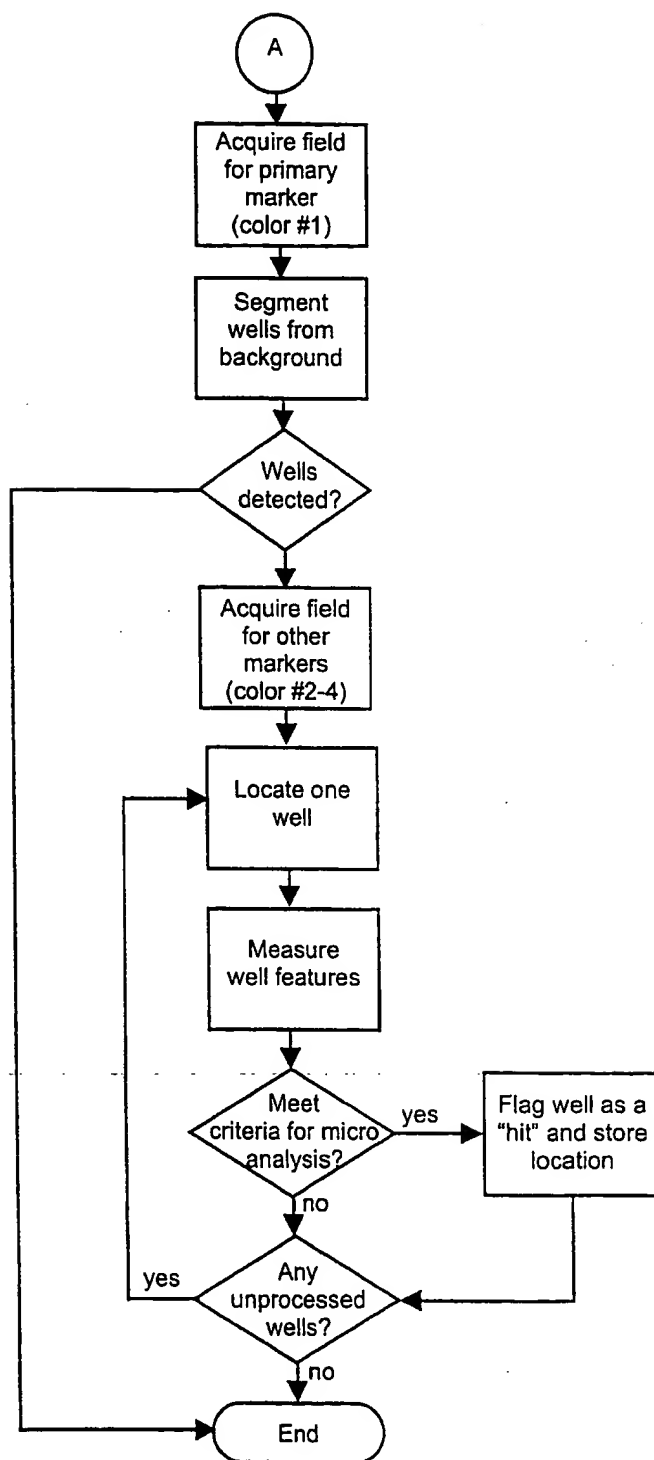 A
Acquire field
for primary
marker
(color #1)
Segment
wells from
background
Wells
detected?
Acquire field
for other
markers
(color #2-4)
Locate one
well
Measure
well features
Meet
criteria for micro
analysis?
yes
Flag well as a
"hit" and store
location
no
Any
unprocessed
wells?
yes
no
End